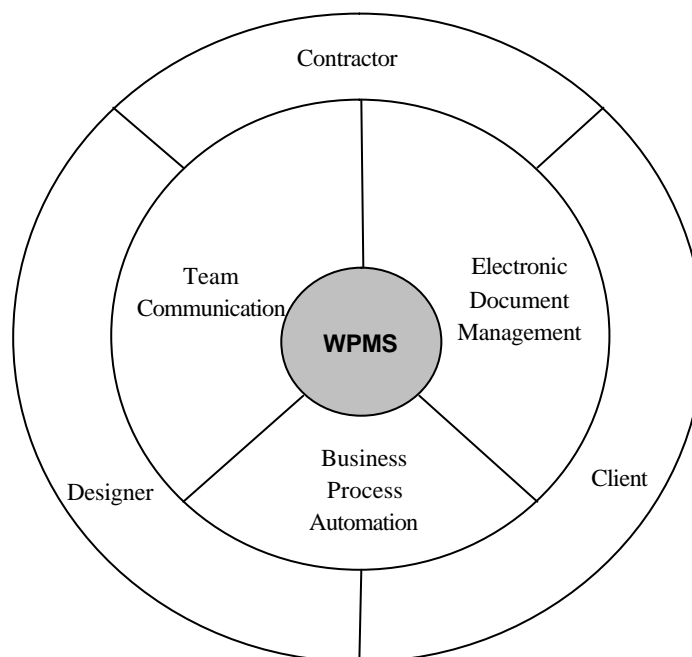 Contractor
Team
Communication
Electronic
Document
Management
WPMS
Business
Process
Automation
Designer
Client